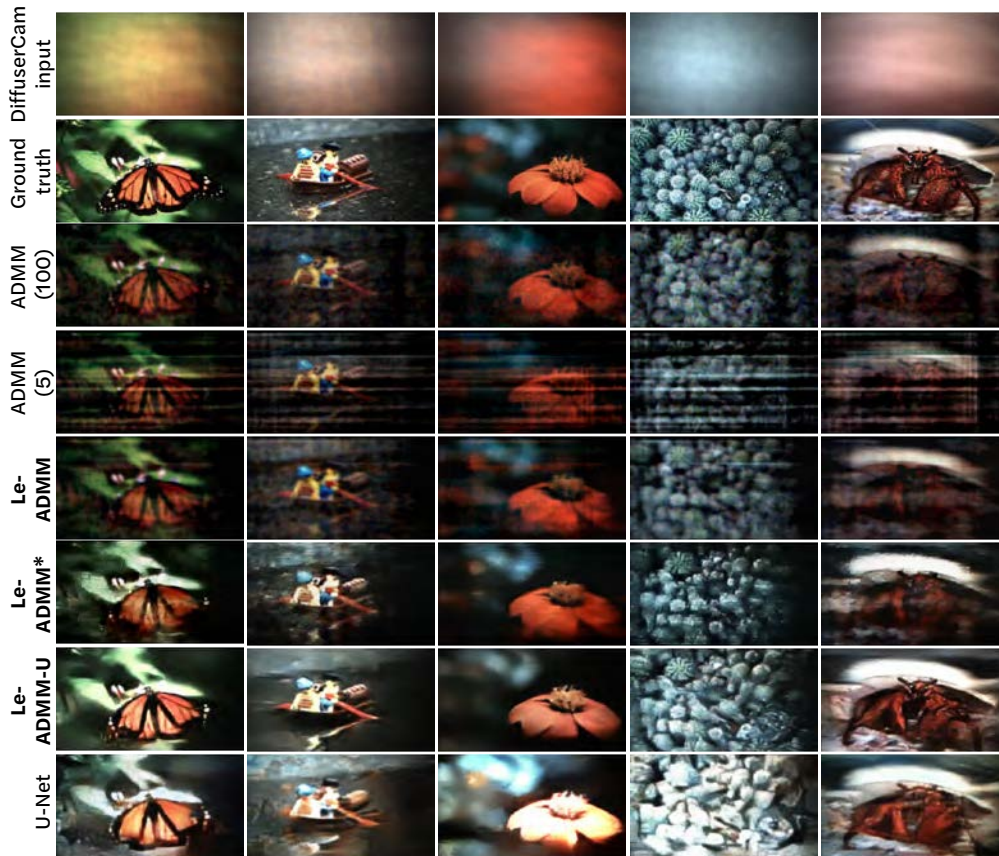 DiffuserCam
input
Ground
truth
ADMM
(100)
ADMM
(5)
Le-
ADMM
Le-
ADMM*
Le-
ADMM-U
U-Net